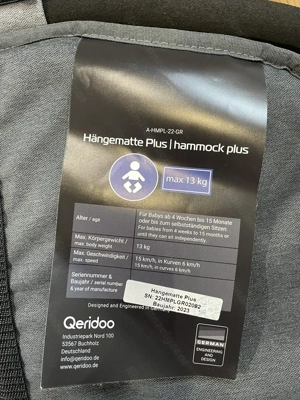 A-HMPL-22-GR
Hängematte Plus | hammock plus
max 13 kg
Alter / age
Für Babys ab 4 Wochen bis 15 Monate
oder bis zum selbstständigen Sitzen
For babies from 4 weeks to 15 months or
until they can sit independently.
Max. Körpergewicht/
max. body weight
13 kg
Max. Geschwindigkeit /
max. speed
15 km/h, in Kurven 6 km/h
15 km/h, in curves 6 km/h
Seriennummer &
Baujahr / serial number
& year of manufacture
Hängematte Plus
SN: 22HMPLGR02082
Baujahr: 2023
Designed and Engineered in
Qeridoo
Industriepark Nord 100
53567 Buchholz
Deutschland
info@qeridoo.de
www.qeridoo.de
GERMAN
ENGINEERING
AND
DESIGN